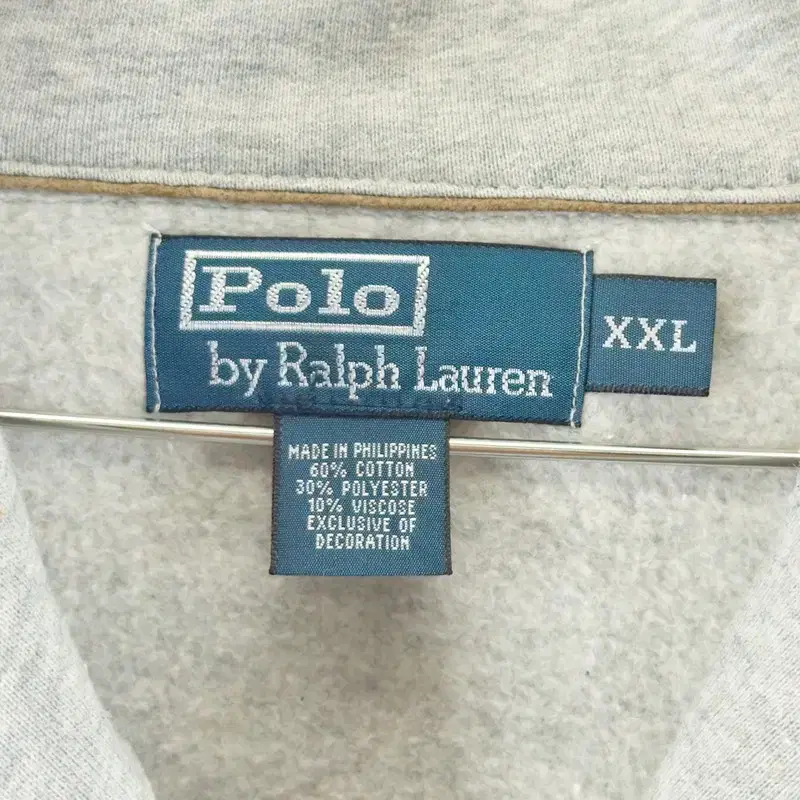 Polo
by Ralph Lauren
XXL
MADE IN PHILIPPINES
60% COTTON
30% POLYESTER
10% VISCOSE
EXCLUSIVE OF
DECORATION